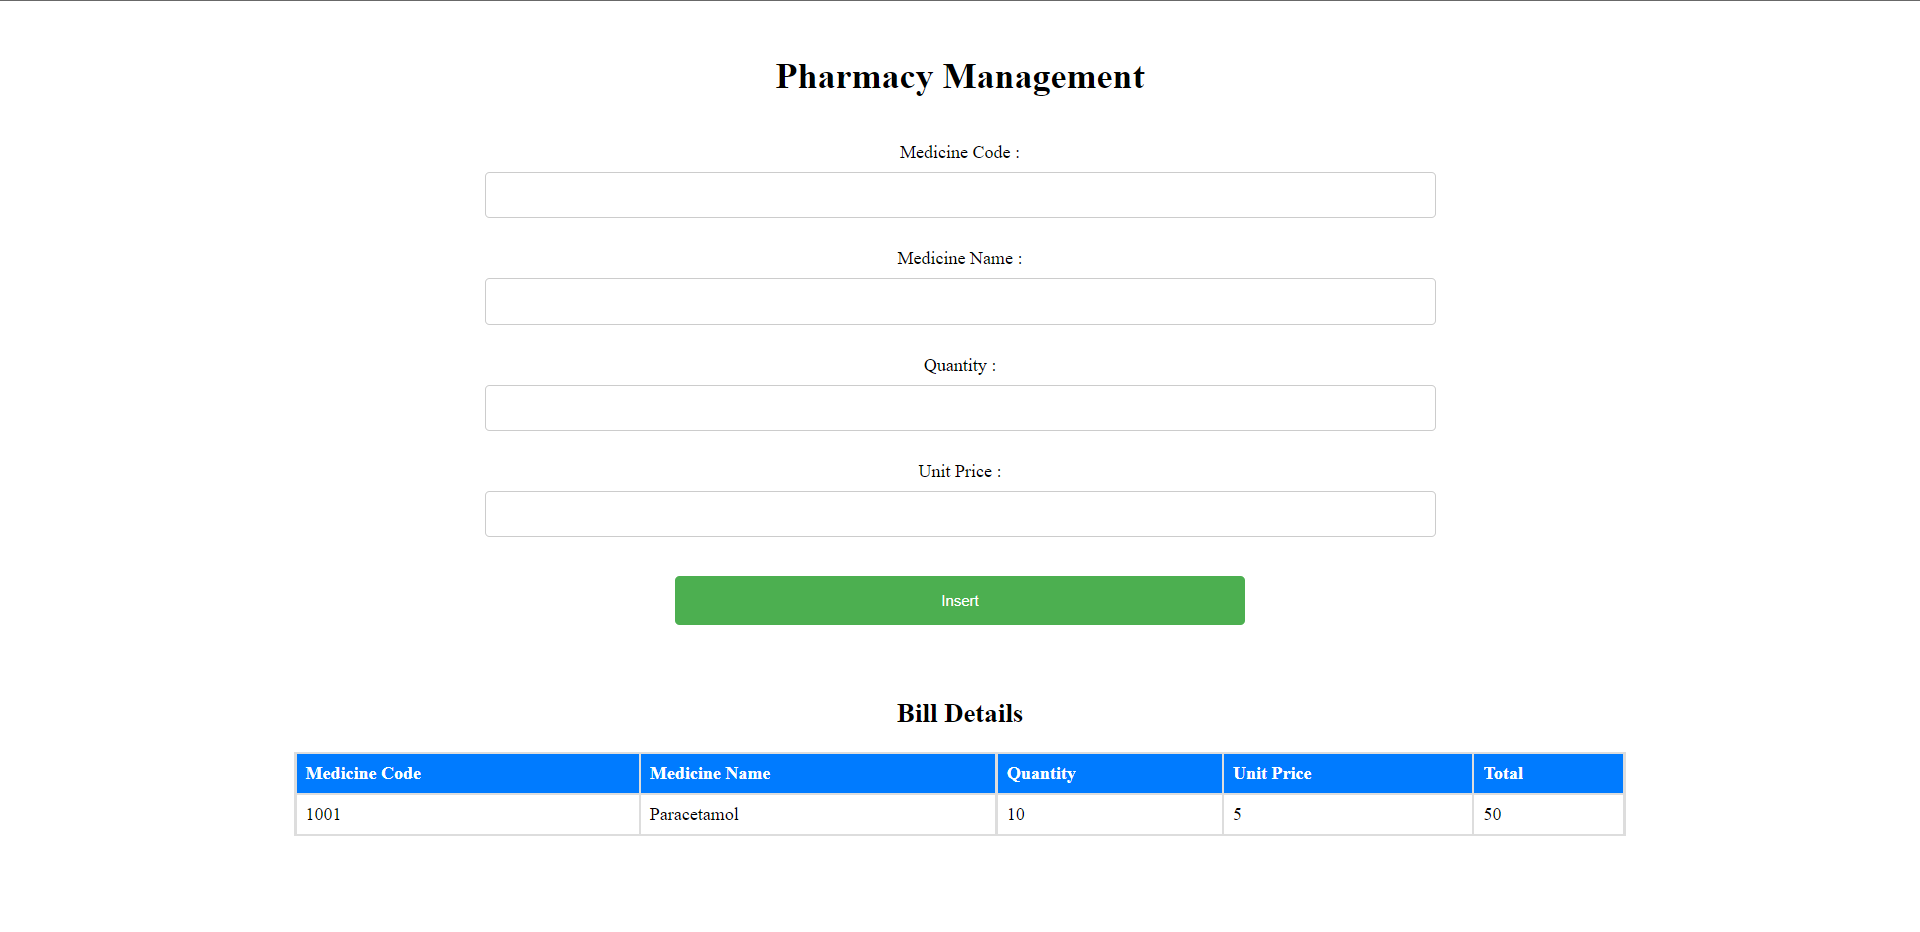 Pharmacy Management
Medicine Code :
Medicine Name :
Quantity :
Unit Price :
Insert
Bill Details
Medicine Code Medicine Name Quantity Unit Price Total
1001 Paracetamol 10 5 50